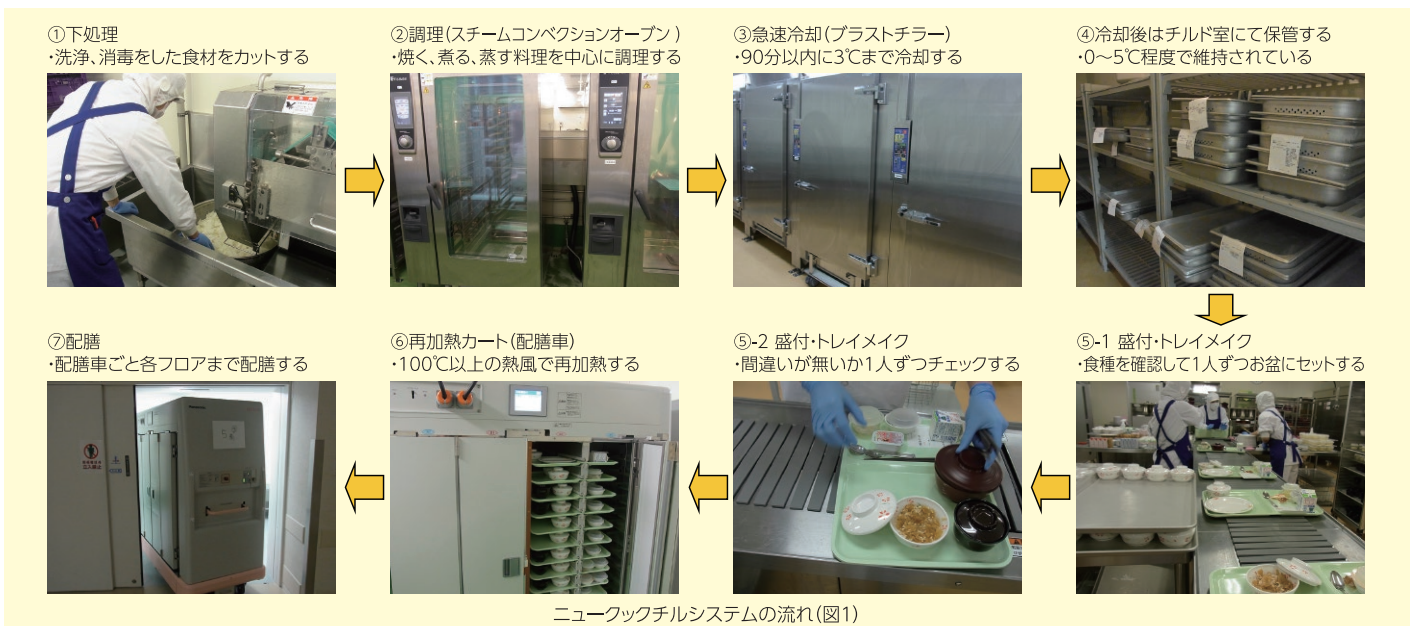 ①下処理
・洗浄、消毒をした食材をカットする
②調理(スチームコンベクションオーブン)
・焼く、煮る、蒸す料理を中心に調理する
③急速冷却(ブラストチラー)
・90分以内に3℃まで冷却する
④冷却後はチルド室にて保管する
・0～5℃程度で維持されている
⑤-1 盛付・トレイメイク
・食種を確認して1人ずつお盆にセットする
⑤-2 盛付・トレイメイク
・間違いが無いか1人ずつチェックする
⑥再加熱カート(配膳車)
・100℃以上の熱風で再加熱する
⑦配膳
・配膳車ごと各フロアまで配膳する
ニュークックチルシステムの流れ(図1)